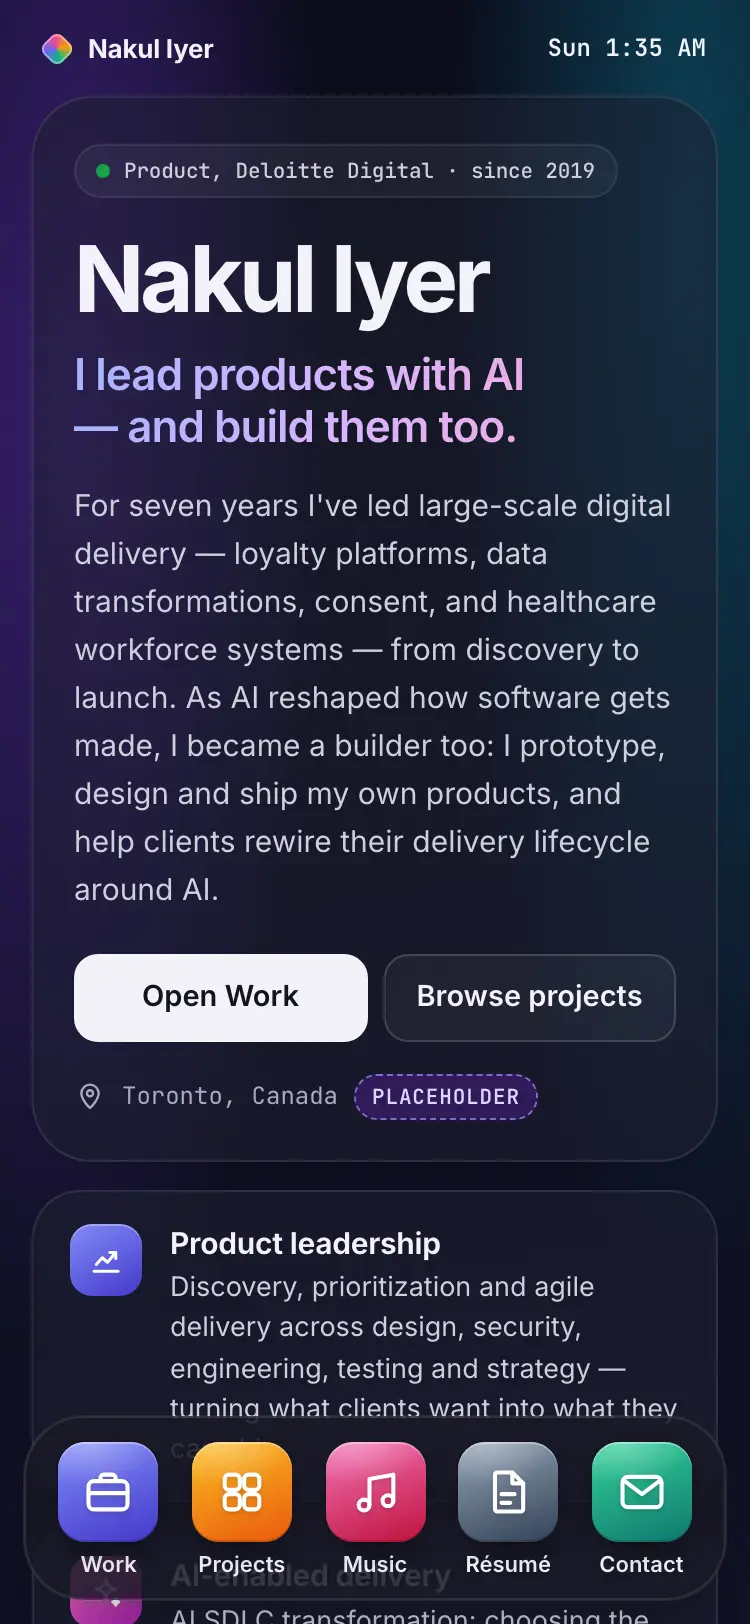 Nakul Iyer
Sun 1:35 AM
Product, Deloitte Digital · since 2019
Nakul Iyer
I lead products with AI
— and build them too.
For seven years I've led large-scale digital
delivery — loyalty platforms, data
transformations, consent, and healthcare
workforce systems — from discovery to
launch. As AI reshaped how software gets
made, I became a builder too: I prototype,
design and ship my own products, and
help clients rewire their delivery lifecycle
around AI.
Open Work
Browse projects
Toronto, Canada
PLACEHOLDER
Product leadership
Discovery, prioritization and agile
delivery across design, security,
engineering, testing and strategy —
turning what clients want into what they
Work
Projects
Music
Résumé
Contact
AI-enabled delivery
AI SDLC transformation: choosing the